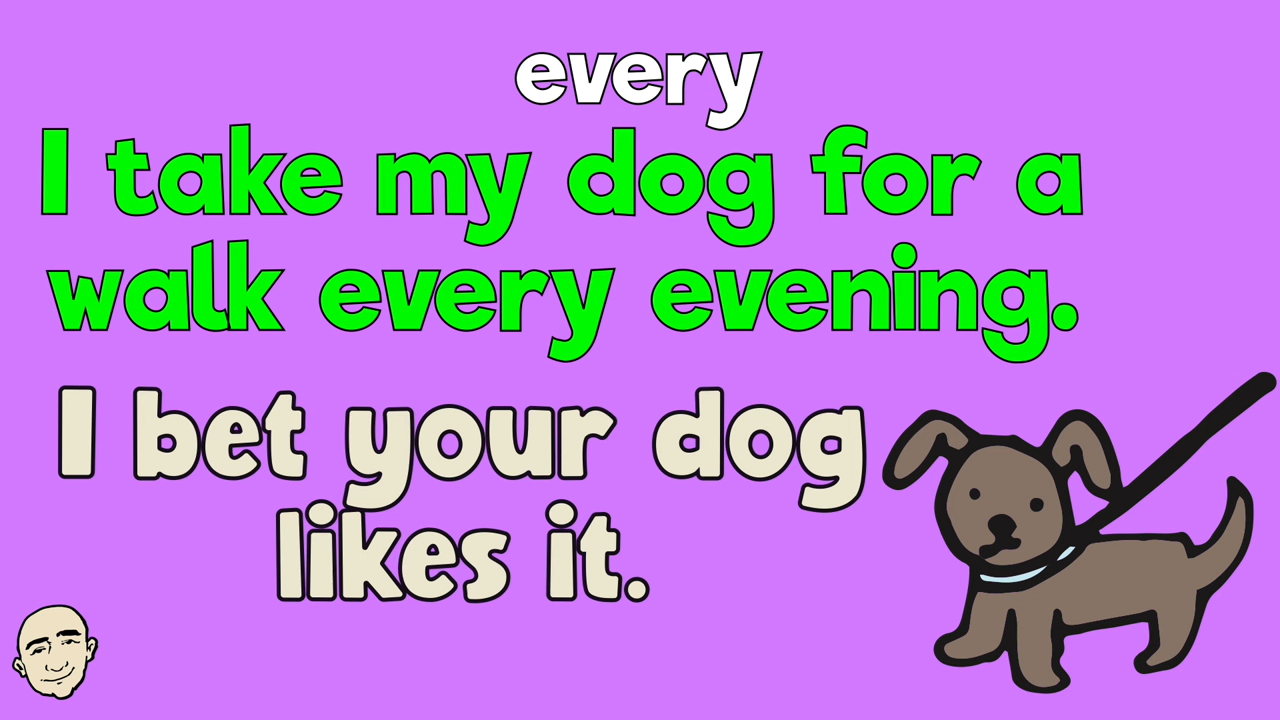 every
I take my dog for a
walk every evening.
I bet your dog
likes it.